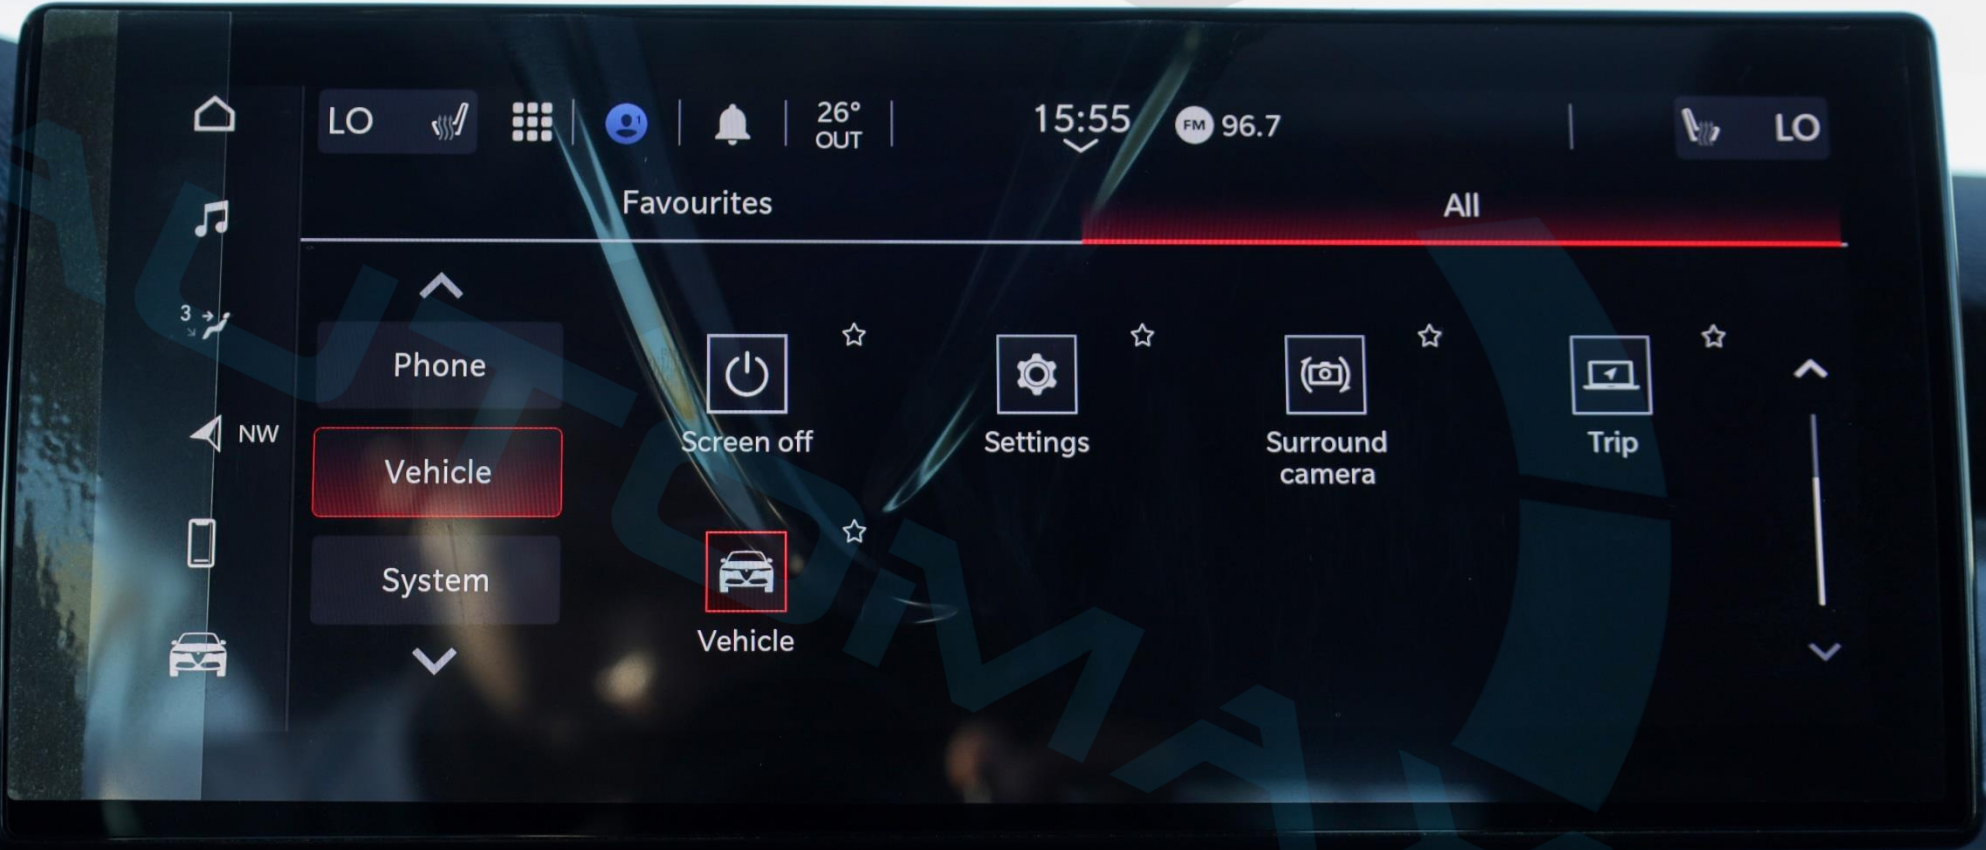 LO
26°
OUT
15:55
FM 96.7
LO
Favourites
All
3
NW
Phone
Vehicle
System
Screen off
Settings
Surround
camera
Trip
Vehicle
AUTOMA